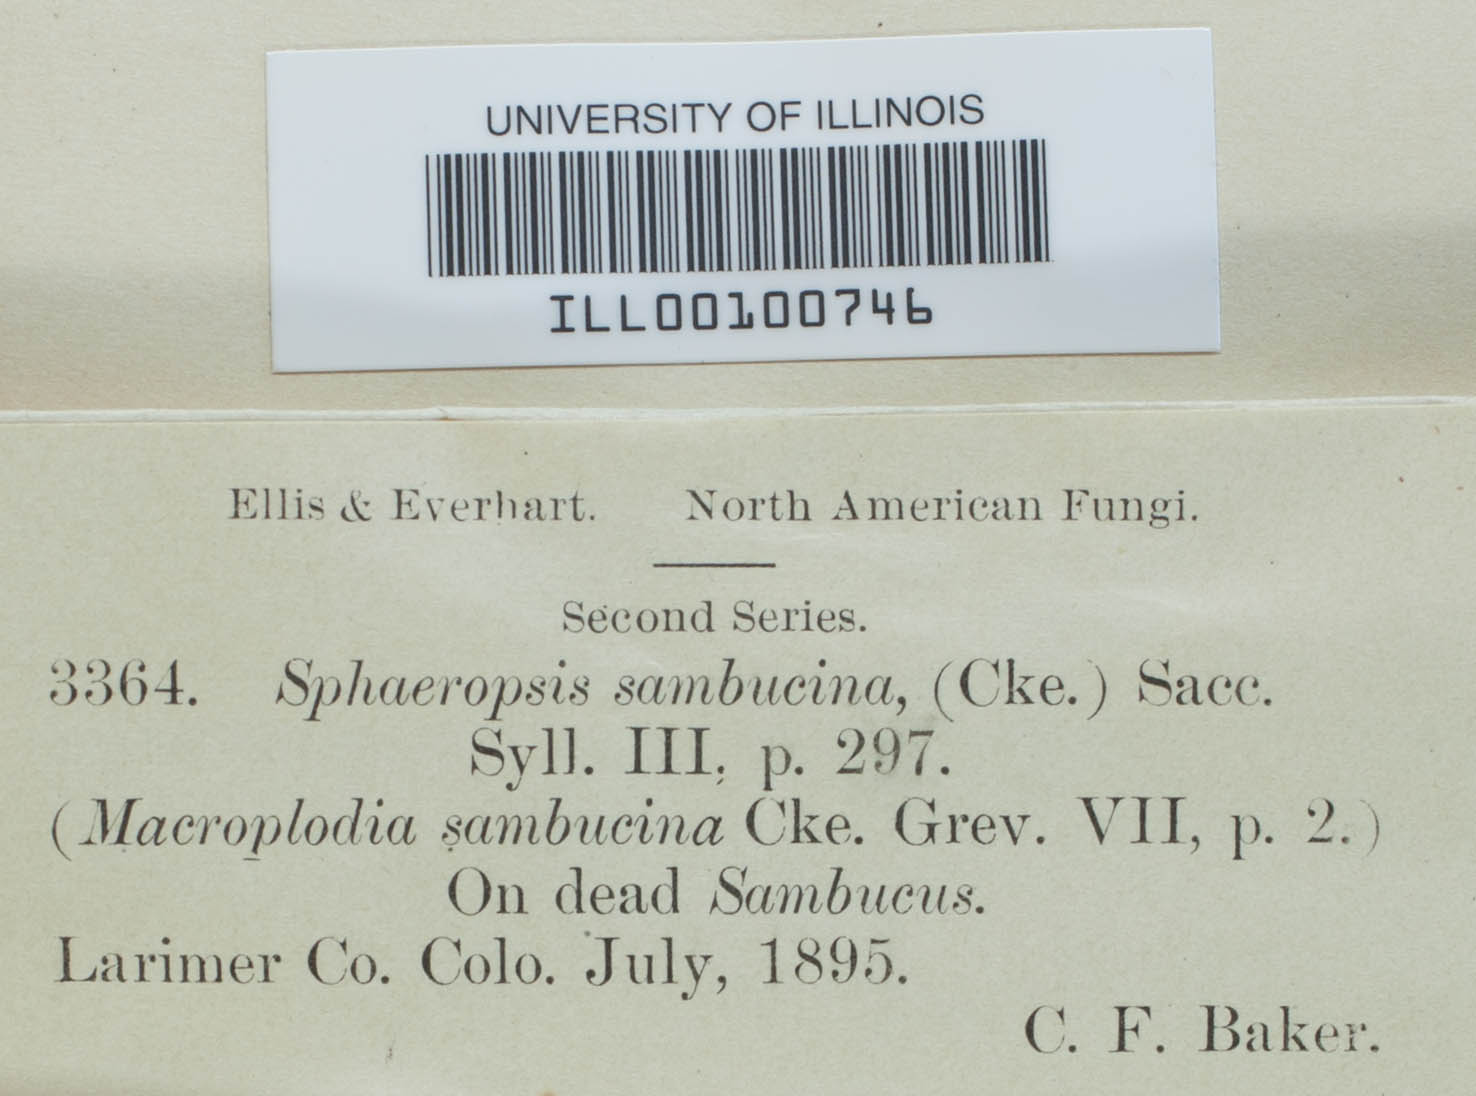 UNIVERSITY OF ILLINOIS
ILL00100746
Ellis & Everhart. North American Fungi.
Second Series.
3364. Sphaeropsis sambucina, (Cke.) Sacc.
Syll. III, p. 297.
(Macroplodia sambucina Cke. Grev. VII, p. 2.)
On dead Sambucus.
Larimer Co. Colo. July, 1895.
C. F. Baker.